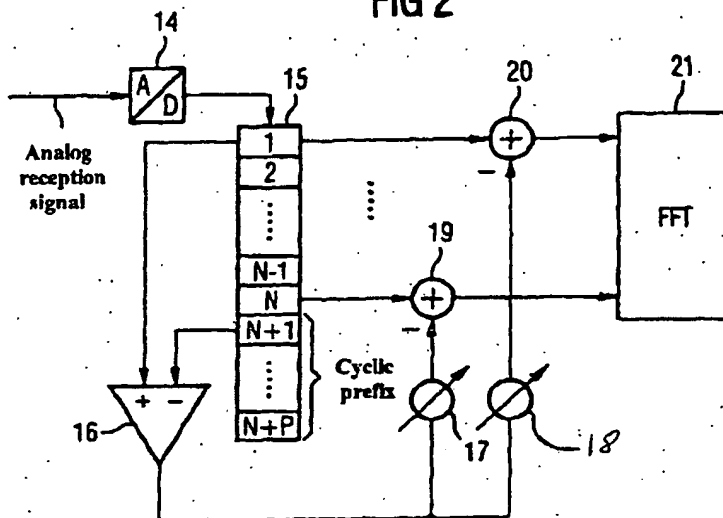 FIG 2
14
A
D
15
20
21
Analog
reception
signal
1
2
N-1
N
N+1
N+P
+
-
FFT
19
+
-
Cyclic
prefix
16
+ -
17
18